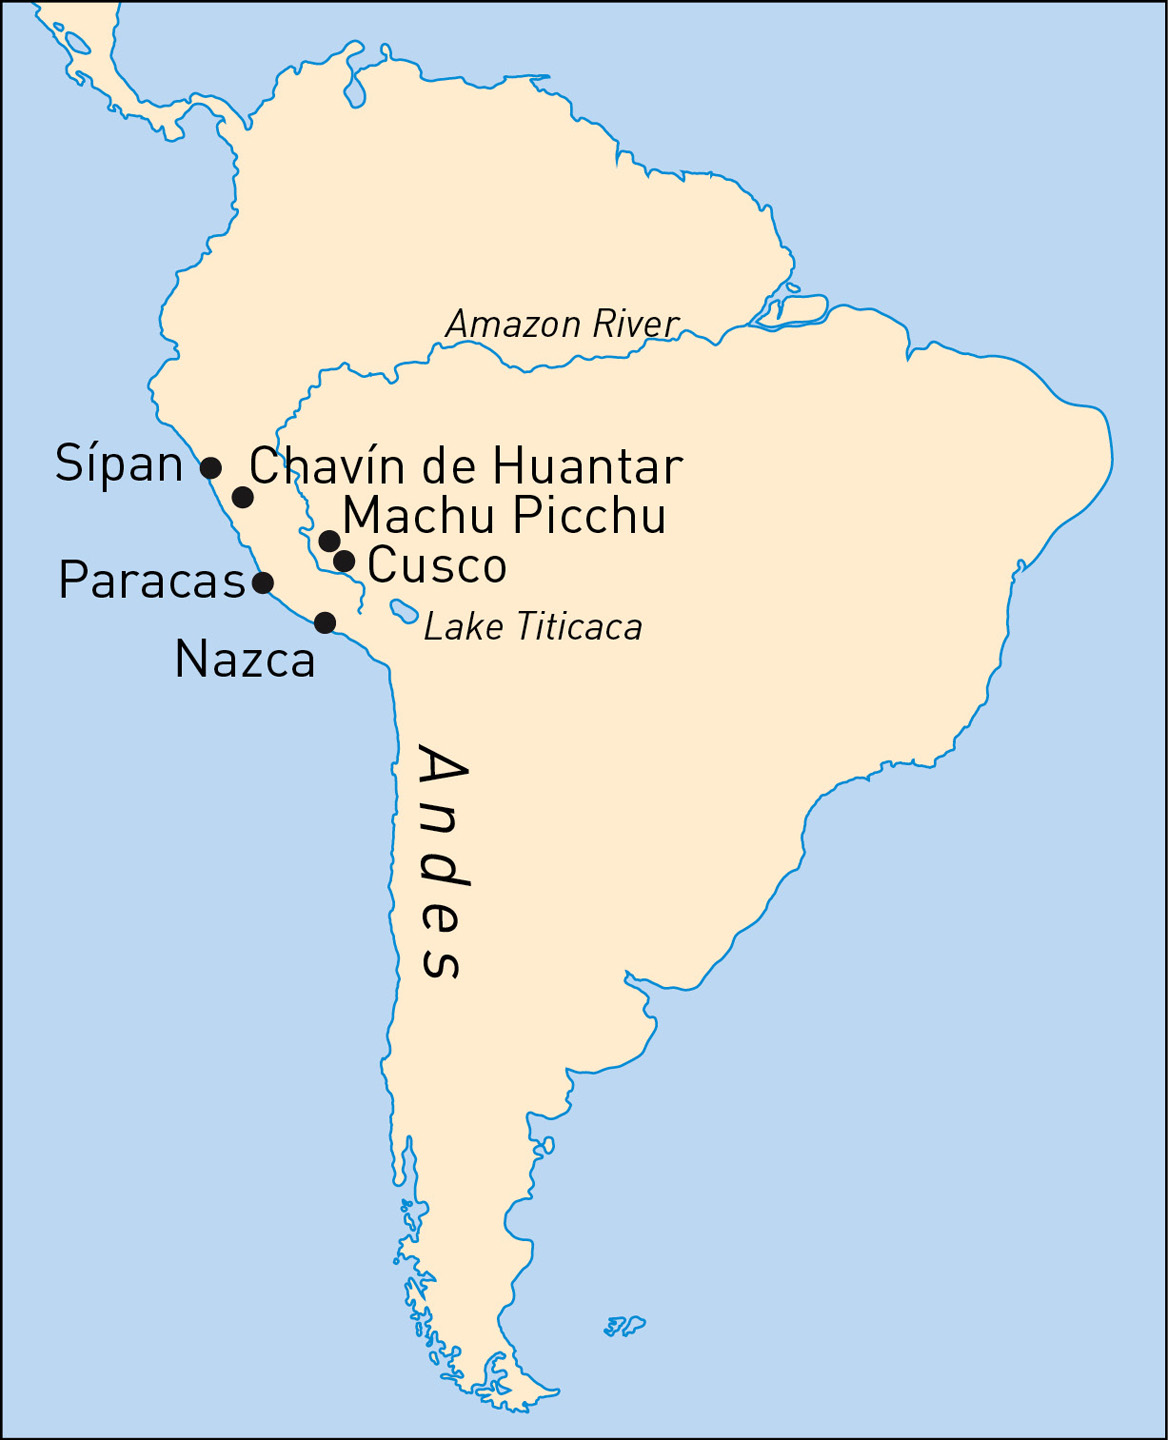 Amazon River
Sípan
Chavín de Huantar
Machu Picchu
Cusco
Paracas
Lake Titicaca
Nazca
Andes